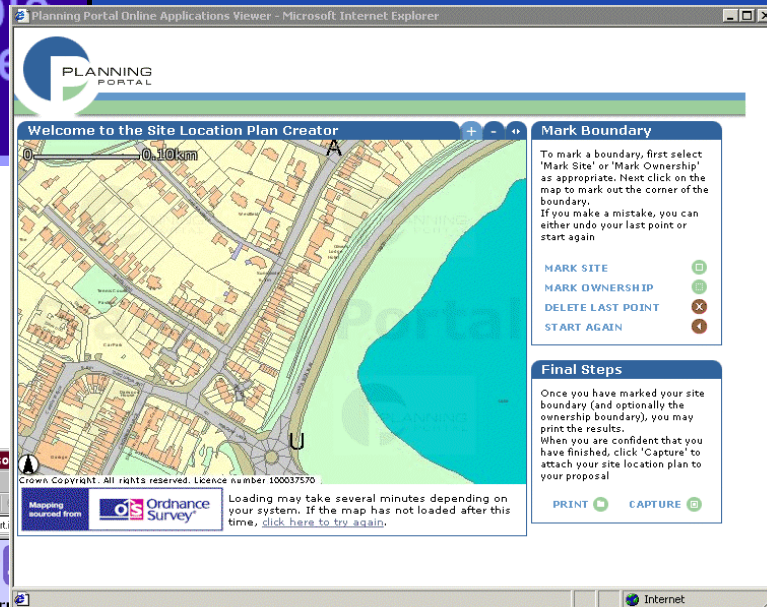 Planning Portal Online Applications Viewer - Microsoft Internet Explorer
PLANNING
PORTAL
Welcome to the Site Location Plan Creator
+ -
0 0.10km
A
U
Crown Copyright. All rights reserved. Licence number 100037570
Mapping
sourced from
OS Ordnance
Survey®
Loading may take several minutes depending on
your system. If the map has not loaded after this
time, click here to try again.
Mark Boundary
To mark a boundary, first select
'Mark Site' or 'Mark Ownership'
as appropriate. Next click on the
map to mark out the corner of the
boundary.
If you make a mistake, you can
either undo your last point or
start again
MARK SITE
MARK OWNERSHIP
DELETE LAST POINT
START AGAIN
Final Steps
Once you have marked your site
boundary (and optionally the
ownership boundary), you may
print the results.
When you are confident that you
have finished, click 'Capture' to
attach your site location plan to
your proposal
PRINT CAPTURE
Internet